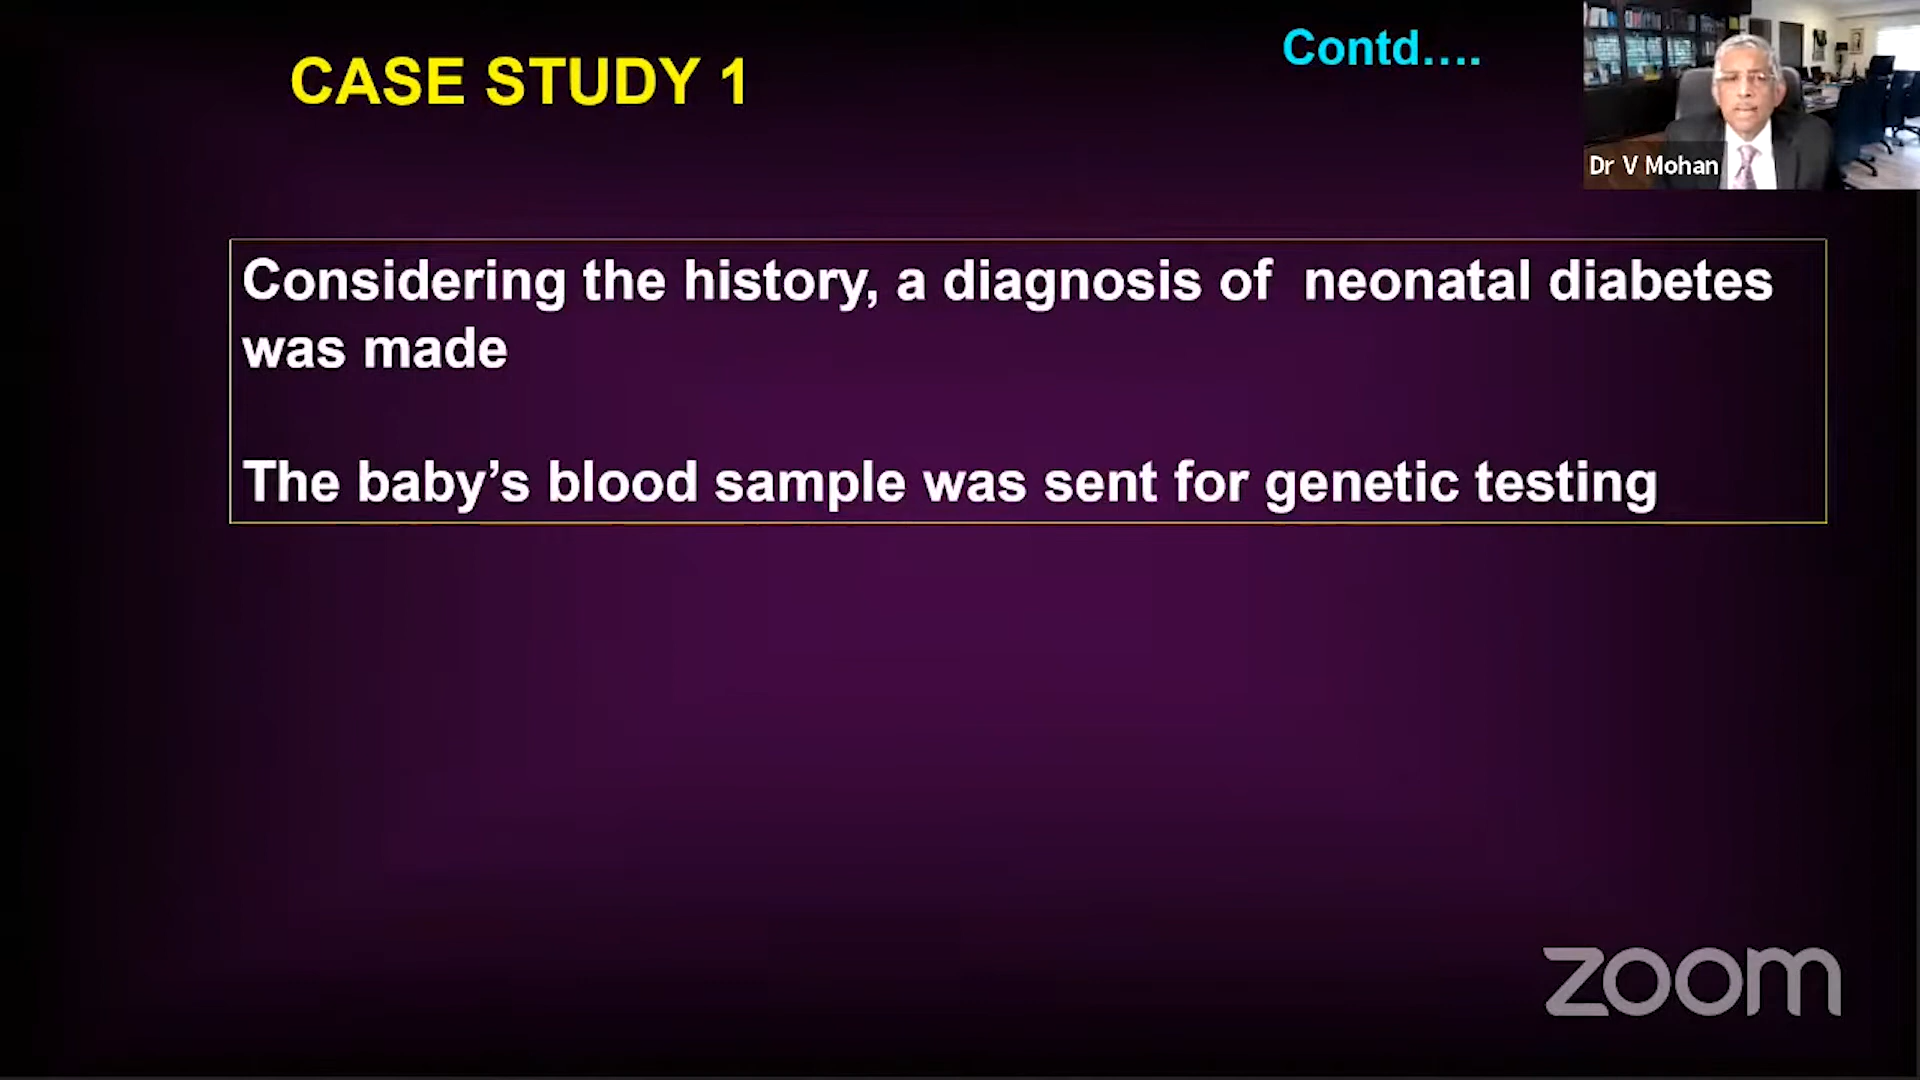 CASE STUDY 1
Contd....
Dr V Mohan
Considering the history, a diagnosis of  neonatal diabetes
was made
The baby’s blood sample was sent for genetic testing
zoom